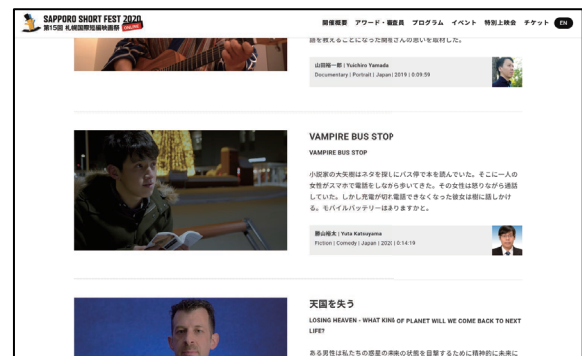 SAPPORO SHORT FEST 2020
第15回 札幌国際短編映画祭 ONLINE
開催概要 アワード・審査員 プログラム イベント 特別上映会 チケット EN
語を教えることになった関根さんの思いを取材した。
山田裕一郎 | Yuichiro Yamada
Documentary | Portrait | Japan | 2019 | 0:09:59
VAMPIRE BUS STOP
VAMPIRE BUS STOP
小説家の大矢樹はネタを探しにバス停で本を読んでいた。そこに一人の
女性がスマホで電話をしながら歩いてきた。その女性は怒りながら通話
していた。しかし充電が切れ電話できなくなった彼女は樹に話しかけ
る。モバイルバッテリーはありますかと。
勝山裕太 | Yuta Katsuyama
Fiction | Comedy | Japan | 2020 | 0:14:19
天国を失う
LOSING HEAVEN - WHAT KIND OF PLANET WILL WE COME BACK TO NEXT
LIFE?
ある男性は私たちの惑星の未来の状態を目撃するために精神的に未来に